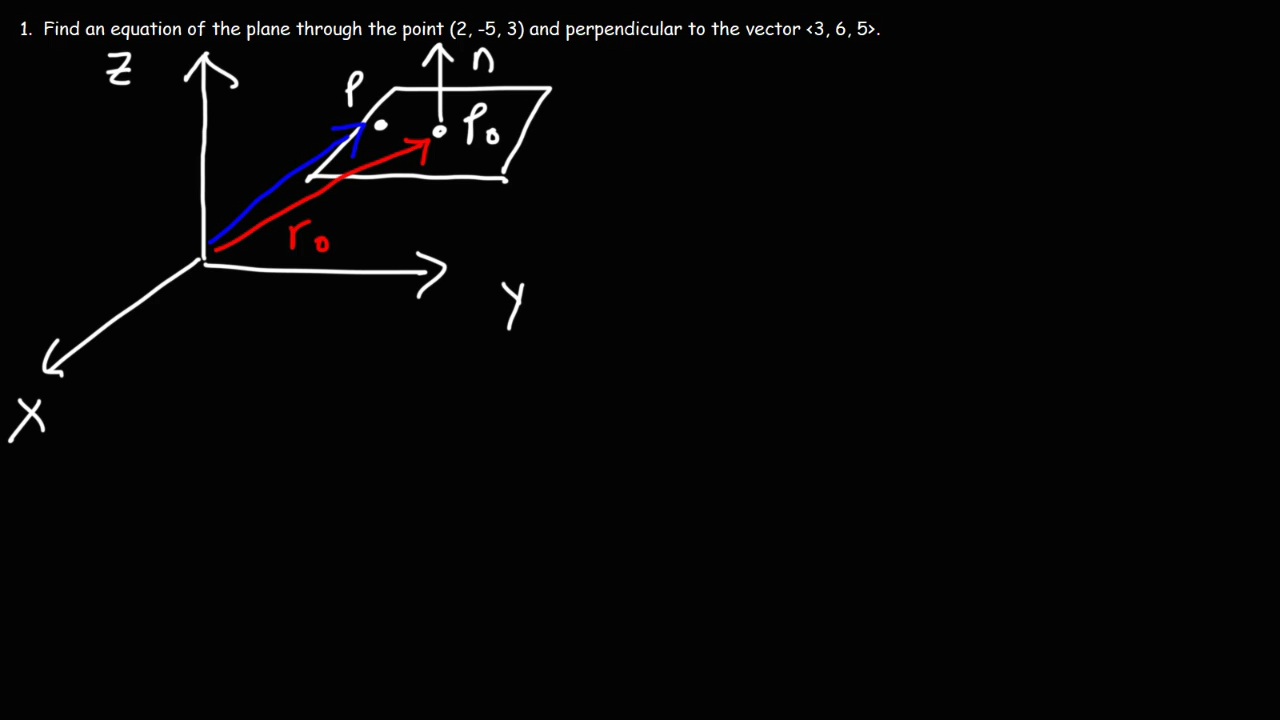 1. Find an equation of the plane through the point (2, -5, 3) and perpendicular to the vector <3, 6, 5>.
Z
n
P
P₀
r₀
Y
X